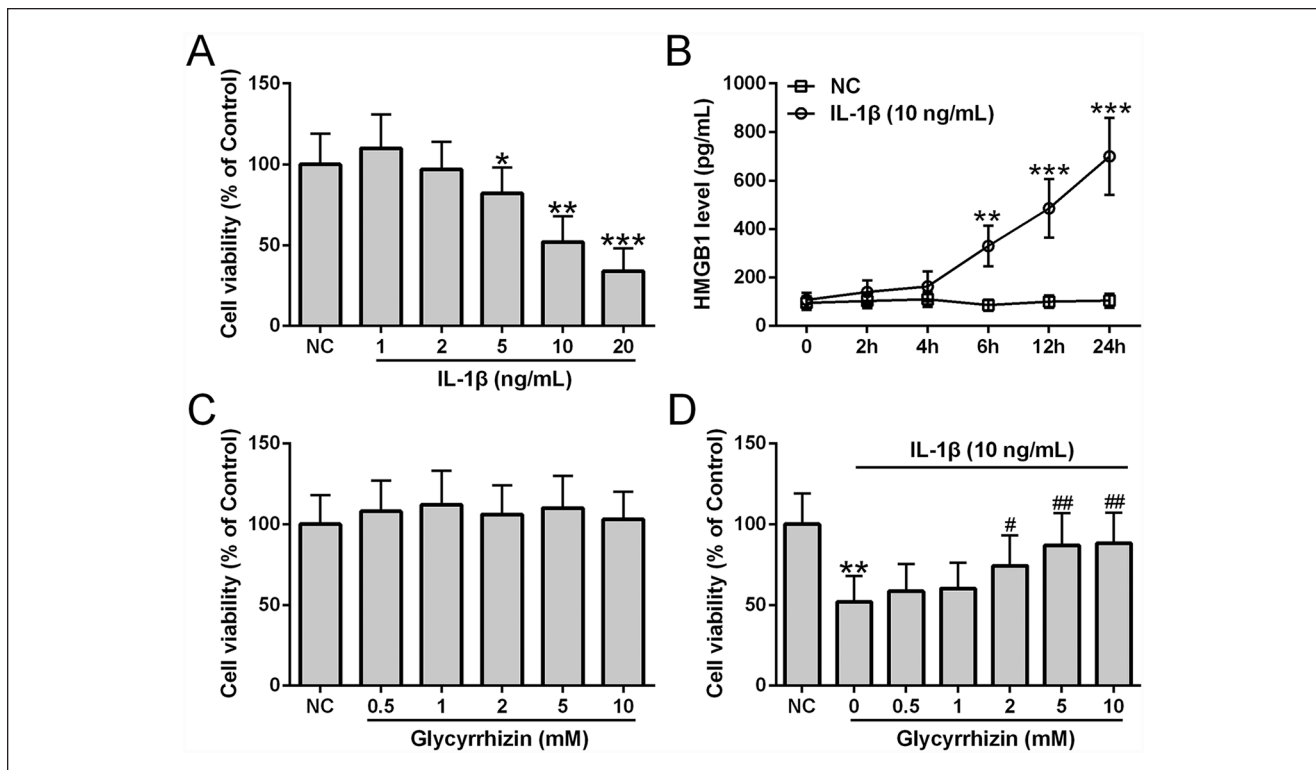 A
Cell viability (% of Control)
150
100
50
0
*
**
***
NC 1 2 5 10 20
IL-1β (ng/mL)
B
HMGB1 level (pg/mL)
1000
800
600
400
200
0
NC
IL-1β (10 ng/mL)
**
***
***
0 2h 4h 6h 12h 24h
C
Cell viability (% of Control)
150
100
50
0
NC 0.5 1 2 5 10
Glycyrrhizin (mM)
D
Cell viability (% of Control)
150
100
50
0
IL-1β (10 ng/mL)
**
#
##
##
NC 0 0.5 1 2 5 10
Glycyrrhizin (mM)